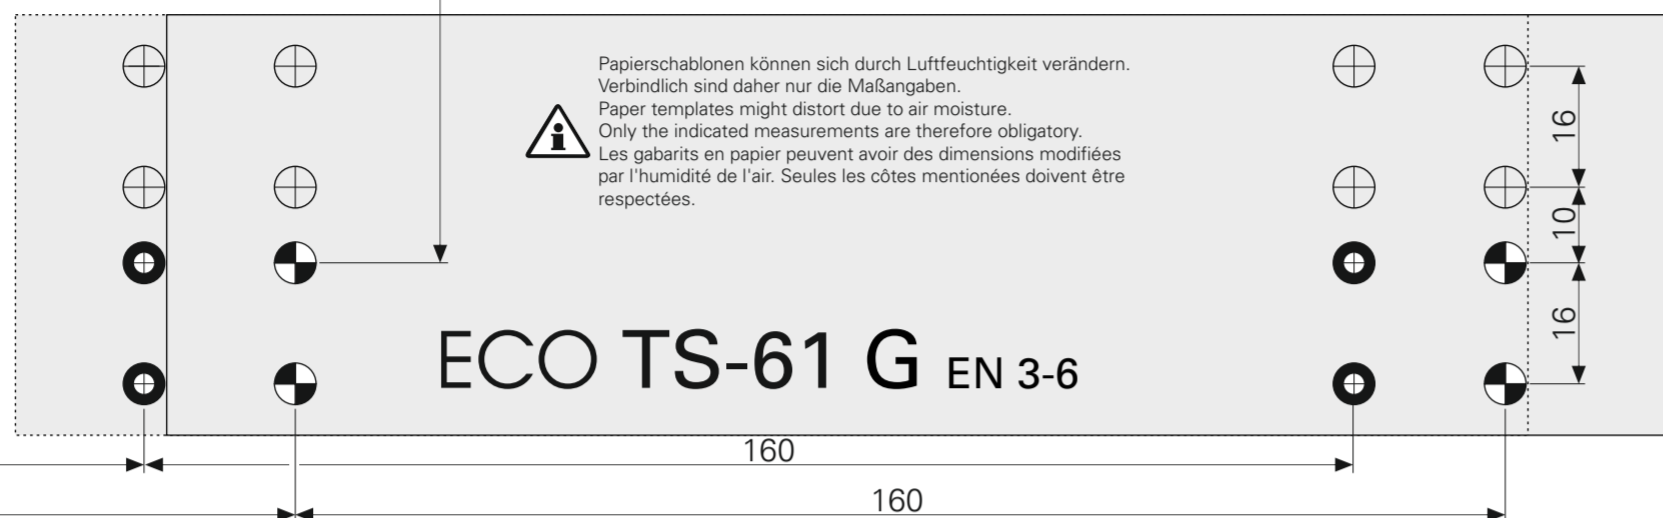 Papierschablonen können sich durch Luftfeuchtigkeit verändern.
Verbindlich sind daher nur die Maßangaben.
Paper templates might distort due to air moisture.
Only the indicated measurements are therefore obligatory.
Les gabarits en papier peuvent avoir des dimensions modifiées
par l'humidité de l'air. Seules les côtes mentionées doivent être
respectées.
16
10
16
ECO TS-61 G EN 3-6
160
160